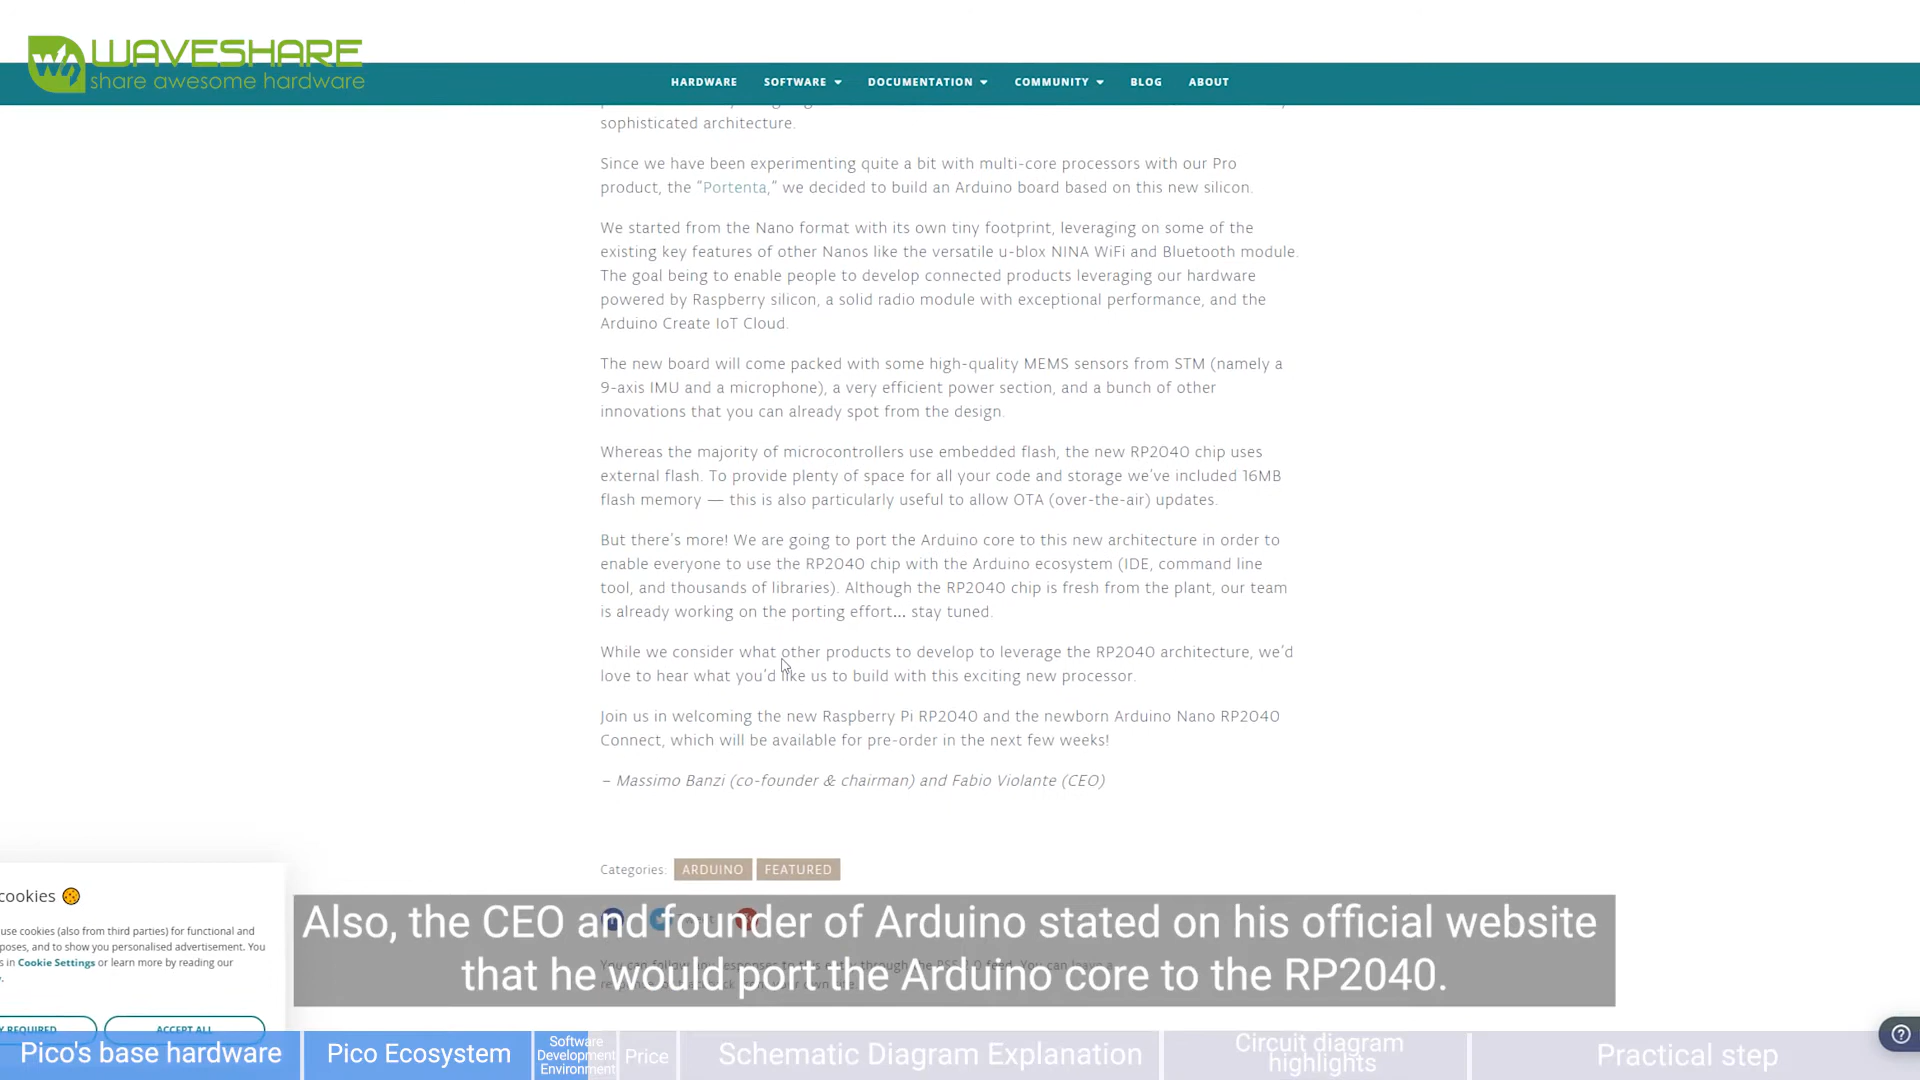 WAVESHARE
share awesome hardware
HARDWARE SOFTWARE DOCUMENTATION COMMUNITY BLOG ABOUT
sophisticated architecture.
Since we have been experimenting quite a bit with multi-core processors with our Pro
product, the “Portenta,” we decided to build an Arduino board based on this new silicon.
We started from the Nano format with its own tiny footprint, leveraging on some of the
existing key features of other Nanos like the versatile u-blox NINA WiFi and Bluetooth module.
The goal being to enable people to develop connected products leveraging our hardware
powered by Raspberry silicon, a solid radio module with exceptional performance, and the
Arduino Create IoT Cloud.
The new board will come packed with some high-quality MEMS sensors from STM (namely a
9-axis IMU and a microphone), a very efficient power section, and a bunch of other
innovations that you can already spot from the design.
Whereas the majority of microcontrollers use embedded flash, the new RP2040 chip uses
external flash. To provide plenty of space for all your code and storage we’ve included 16MB
flash memory — this is also particularly useful to allow OTA (over-the-air) updates.
But there’s more! We are going to port the Arduino core to this new architecture in order to
enable everyone to use the RP2040 chip with the Arduino ecosystem (IDE, command line
tool, and thousands of libraries). Although the RP2040 chip is fresh from the plant, our team
is already working on the porting effort… stay tuned.
While we consider what other products to develop to leverage the RP2040 architecture, we’d
love to hear what you’d like us to build with this exciting new processor.
Join us in welcoming the new Raspberry Pi RP2040 and the newborn Arduino Nano RP2040
Connect, which will be available for pre-order in the next few weeks!
– Massimo Banzi (co-founder & chairman) and Fabio Violante (CEO)
Categories: ARDUINO FEATURED
cookies
use cookies (also from third parties) for functional and
poses, and to show you personalised advertisement. You
s in Cookie Settings or learn more by reading our
REQUIRED ACCEPT ALL
Also, the CEO and founder of Arduino stated on his official website
that he would port the Arduino core to the RP2040.
Pico's base hardware
Pico Ecosystem
Software
Development
Environment
Price
Schematic Diagram Explanation
Circuit diagram
highlights
Practical step